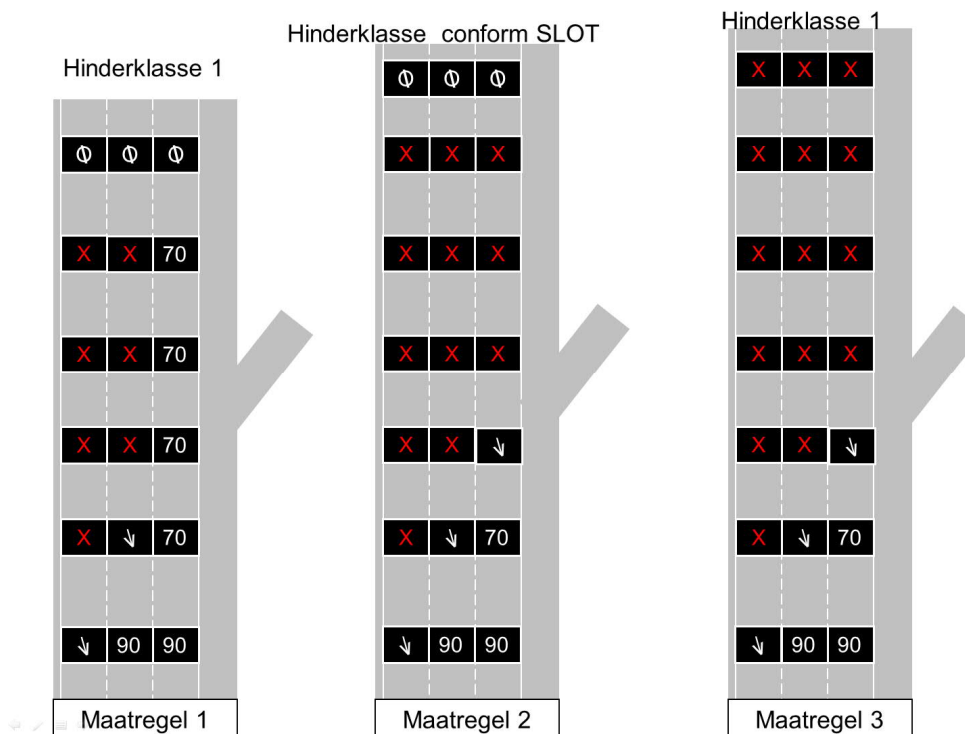 Hinderklasse 1
Ø Ø Ø
X X 70
X X 70
X X 70
X ↘ 70
↘ 90 90
Maatregel 1
Hinderklasse conform SLOT
Ø Ø Ø
X X X
X X X
X X X
X X ↘
X ↘ 70
↘ 90 90
Maatregel 2
Hinderklasse 1
X X X
X X X
X X X
X X X
X X ↘
X ↘ 70
↘ 90 90
Maatregel 3